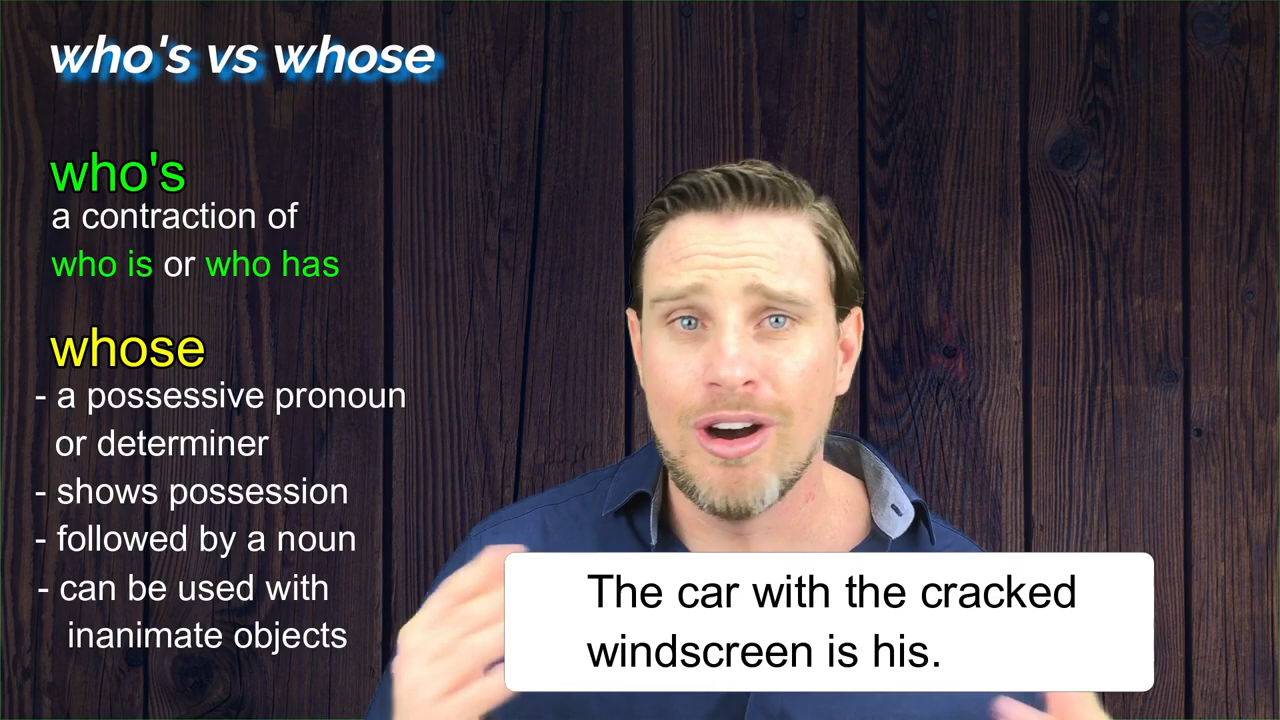 who's vs whose
who's
a contraction of
who is or who has
whose
- a possessive pronoun
or determiner
- shows possession
- followed by a noun
- can be used with
inanimate objects
The car with the cracked
windscreen is his.